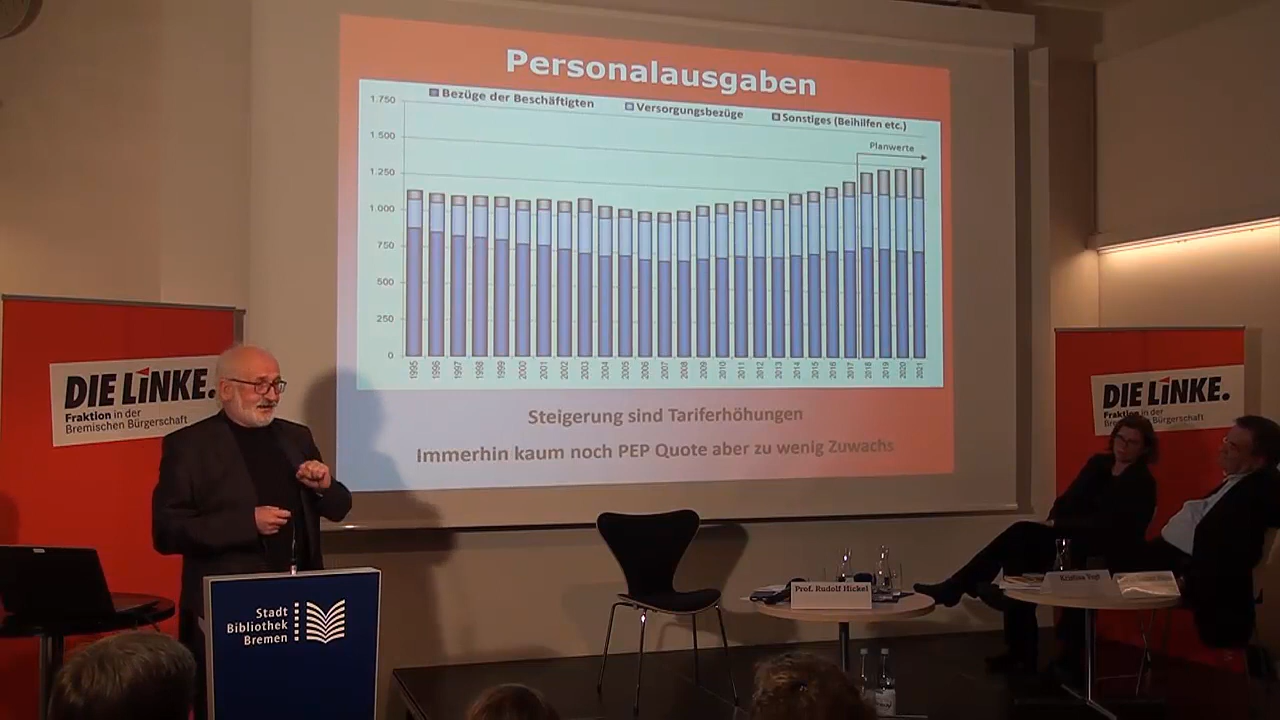 Personalausgaben
Bezüge der Beschäftigten
Versorgungsbezüge
Sonstiges (Beihilfen etc.)
Planwerte
1.750
1.500
1.250
1.000
750
500
250
0
1995 1996 1997 1998 1999 2000 2001 2002 2003 2004 2005 2006 2007 2008 2009 2010 2011 2012 2013 2014 2015 2016 2017 2018 2019 2020 2021
Steigerung sind Tariferhöhungen
Immerhin kaum noch PEP Quote aber zu wenig Zuwachs
DIE LINKE.
Fraktion in der
Bremischen Bürgerschaft
DIE LINKE.
Fraktion in der
Bremischen Bürgerschaft
Stadt
Bibliothek
Bremen
Prof. Rudolf Hickel
Kristina Vogt